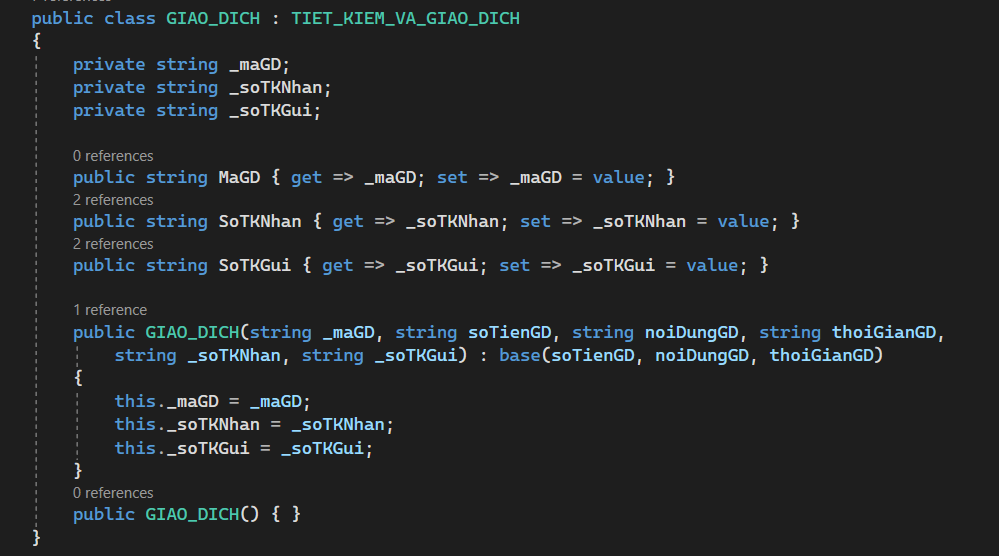 public class GIAO_DICH : TIET_KIEM_VA_GIAO_DICH
{
private string _maGD;
private string _soTKNhan;
private string _soTKGui;
0 references
public string MaGD { get => _maGD; set => _maGD = value; }
2 references
public string SoTKNhan { get => _soTKNhan; set => _soTKNhan = value; }
2 references
public string SoTKGui { get => _soTKGui; set => _soTKGui = value; }
1 reference
public GIAO_DICH(string _maGD, string soTienGD, string noiDungGD, string thoiGianGD,
string _soTKNhan, string _soTKGui) : base(soTienGD, noiDungGD, thoiGianGD)
{
this._maGD = _maGD;
this._soTKNhan = _soTKNhan;
this._soTKGui = _soTKGui;
}
0 references
public GIAO_DICH() { }
}